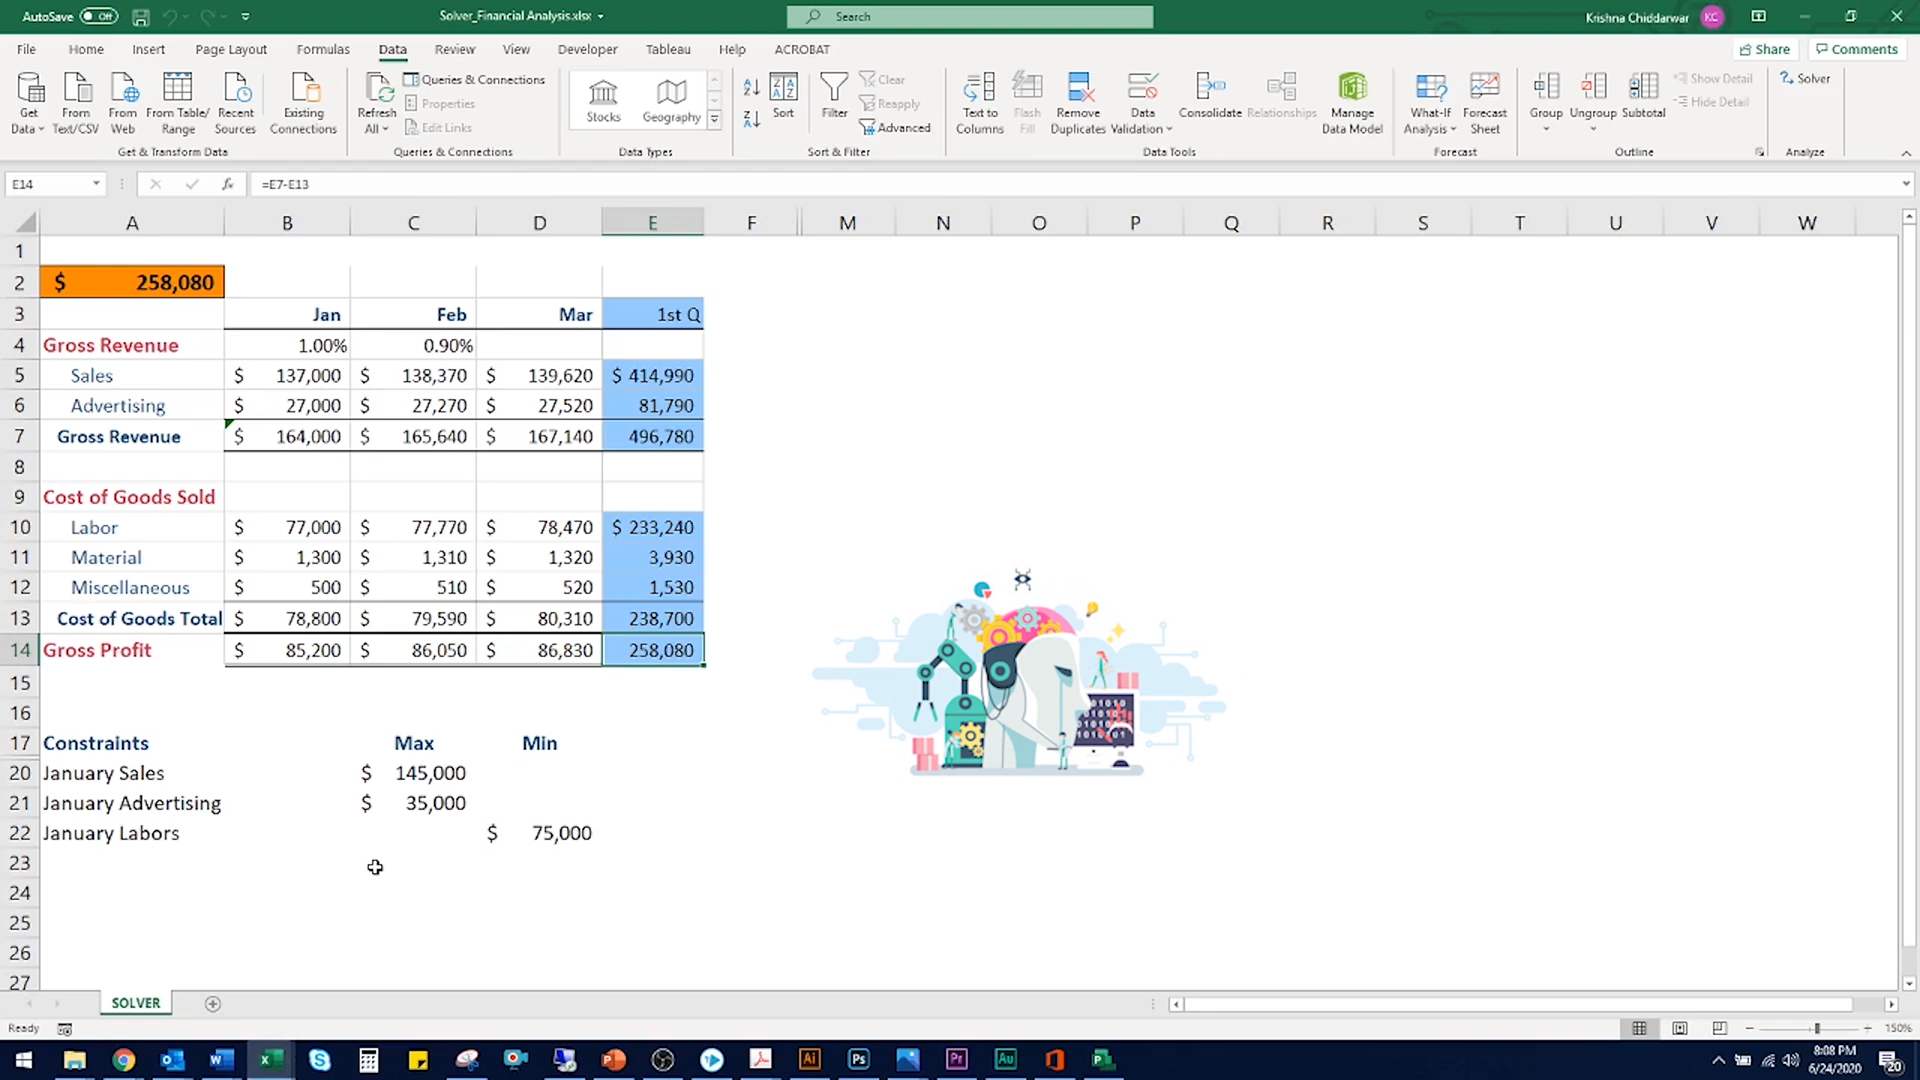 AutoSave Off Solver_Financial Analysis.xlsx Search Krishna Chiddarwar KC
File Home Insert Page Layout Formulas Data Review View Developer Tableau Help ACROBAT Share Comments
Get Data From Text/CSV From Web From Table/ Range Recent Sources Existing Connections
Get & Transform Data
Refresh All Queries & Connections Properties Edit Links
Queries & Connections
Stocks Geography
Data Types
Sort Filter Clear Reapply Advanced
Sort & Filter
Text to Columns Flash Fill Remove Duplicates Data Validation Consolidate Relationships Manage Data Model
Data Tools
What-If Analysis Forecast Sheet
Forecast
Group Ungroup Subtotal Show Detail Hide Detail
Outline
Solver
Analyze
E14 fx =E7-E13
A B C D E F M N O P Q R S T U V W
1
2 $ 258,080
3 Jan Feb Mar 1st Q
4 Gross Revenue 1.00% 0.90%
5 Sales $ 137,000 $ 138,370 $ 139,620 $ 414,990
6 Advertising $ 27,000 $ 27,270 $ 27,520 81,790
7 Gross Revenue $ 164,000 $ 165,640 $ 167,140 496,780
8
9 Cost of Goods Sold
10 Labor $ 77,000 $ 77,770 $ 78,470 $ 233,240
11 Material $ 1,300 $ 1,310 $ 1,320 3,930
12 Miscellaneous $ 500 $ 510 $ 520 1,530
13 Cost of Goods Total $ 78,800 $ 79,590 $ 80,310 238,700
14 Gross Profit $ 85,200 $ 86,050 $ 86,830 258,080
15
16
17 Constraints Max Min
20 January Sales $ 145,000
21 January Advertising $ 35,000
22 January Labors $ 75,000
23
24
25
26
27
SOLVER
Ready 150%
8:08 PM
6/24/2020
20